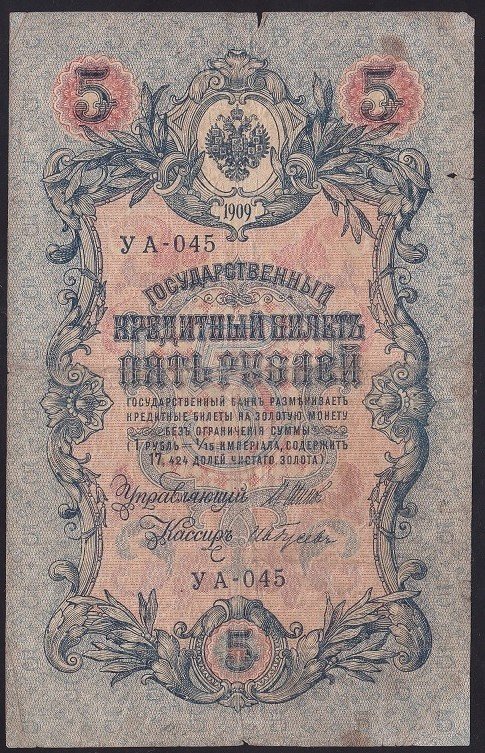 5 5
1909
УА-045
ГОСУДАРСТВЕННЫЙ
КРЕДИТНЫЙ БИЛЕТЪ
ПЯТЬ РУБЛЕЙ
ГОСУДАРСТВЕННЫЙ БАНКЪ РАЗМѢНИВАЕТЪ
КРЕДИТНЫЕ БИЛЕТЫ НА ЗОЛОТУЮ МОНЕТУ
БЕЗЪ ОГРАНИЧЕНІЯ СУММЫ
(1 РУБЛЬ = 1/15 ИМПЕРІАЛА, СОДЕРЖИТЪ
17,424 ДОЛЕЙ ЧИСТАГО ЗОЛОТА).
Управляющий
Кассиръ
УА-045
5